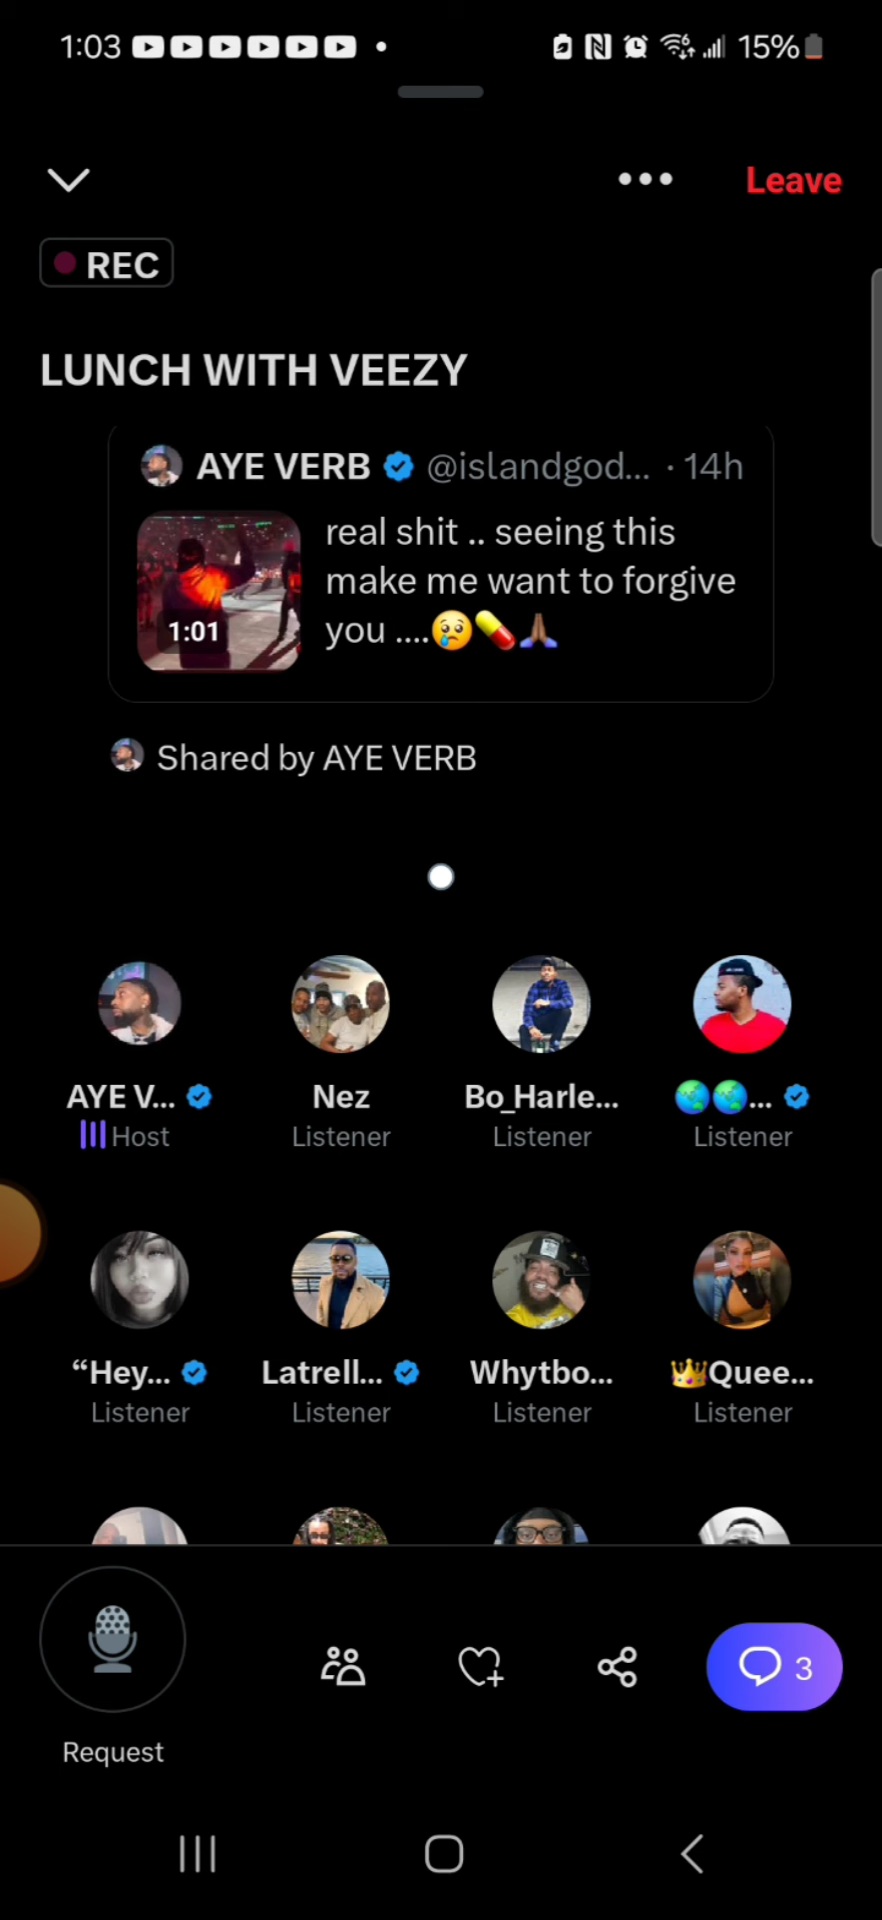 1:03
15%
Leave
REC
LUNCH WITH VEEZY
AYE VERB @islandgod... · 14h
real shit .. seeing this
make me want to forgive
you ....😢💊🙏🏾
1:01
Shared by AYE VERB
AYE V... Nez Bo_Harle... 🌏🌏...
Host Listener Listener Listener
“Hey... Latrell... Whytbo... 👑Quee...
Listener Listener Listener Listener
3
Request